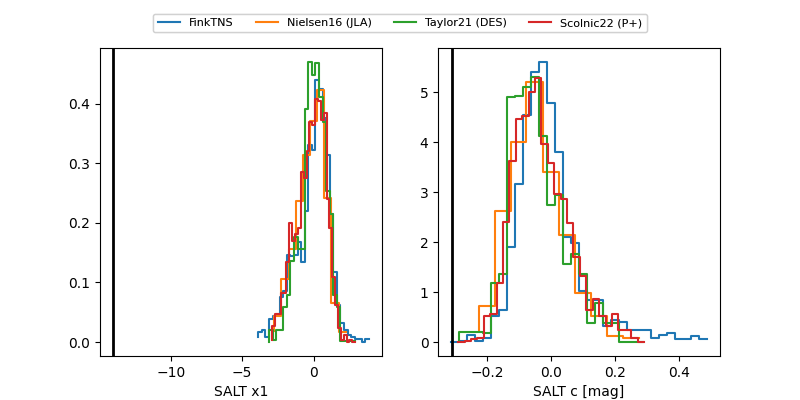 FinkTNS Nielsen16 (JLA) Taylor21 (DES) Scolnic22 (P+)
0.4
0.3
0.2
0.1
0.0
−10 −5 0
SALT x1
5
4
3
2
1
0
−0.2 0.0 0.2 0.4
SALT c [mag]